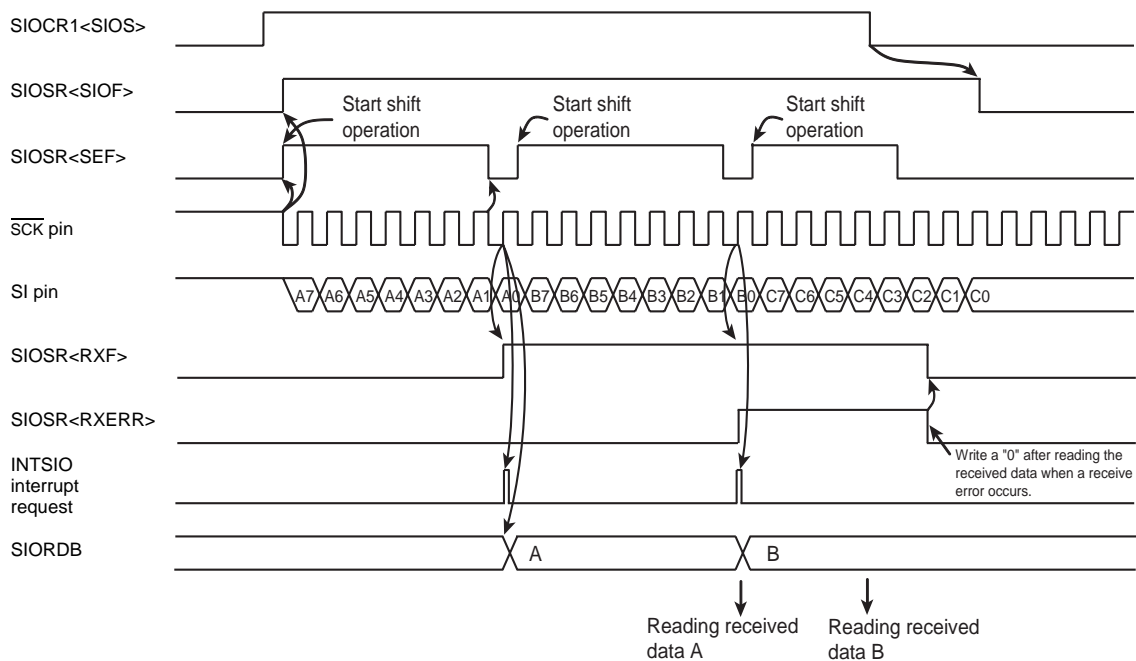 SIOCR1<SIOS>
SIOSR<SIOF>
Start shift
operation
Start shift
operation
Start shift
operation
SIOSR<SEF>
SCK pin
SI pin
A7 A6 A5 A4 A3 A2 A1 A0 B7 B6 B5 B4 B3 B2 B1 B0 C7 C6 C5 C4 C3 C2 C1 C0
SIOSR<RXF>
SIOSR<RXERR>
Write a "0" after reading the
received data when a receive
error occurs.
INTSIO
interrupt
request
SIORDB
A
B
Reading received
data A
Reading received
data B